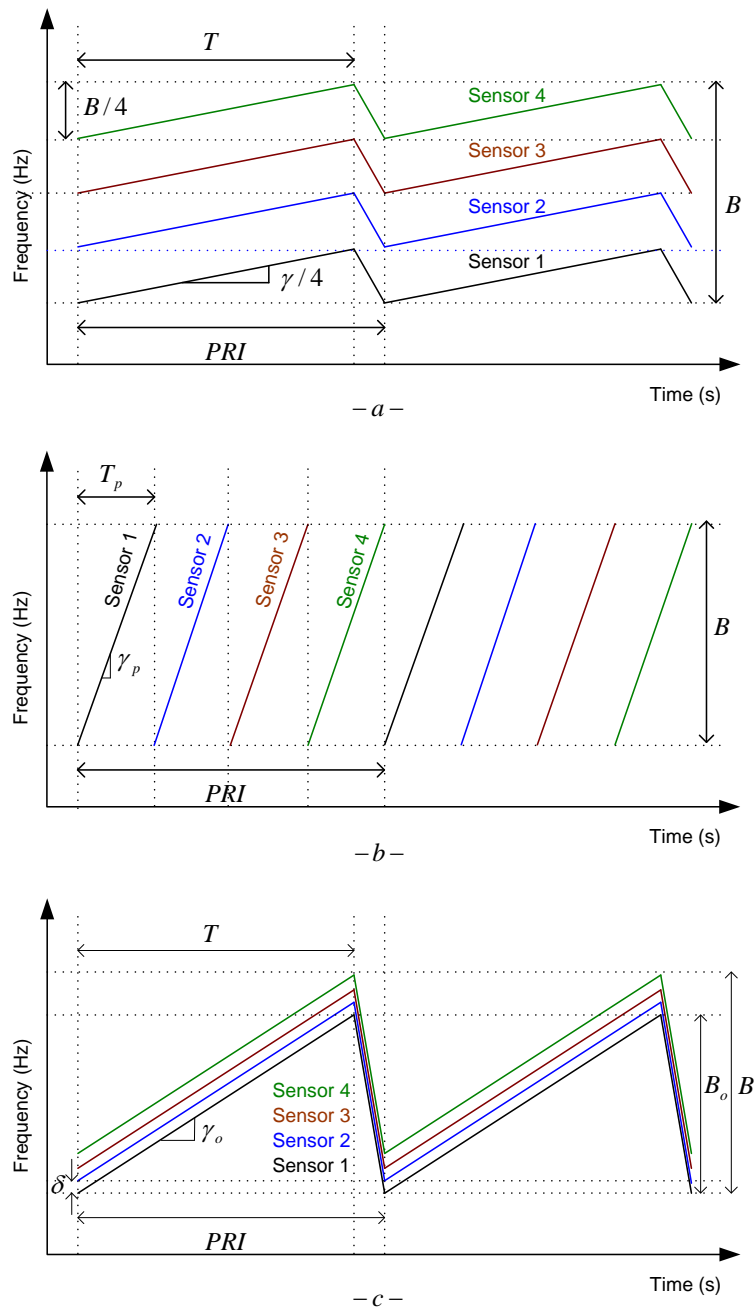 T
B/4
Sensor 4
Sensor 3
B
Sensor 2
Sensor 1
γ/4
PRI
Frequency (Hz)
Time (s)
-a-
T_p
Sensor 1
Sensor 2
Sensor 3
Sensor 4
γ_p
B
PRI
Frequency (Hz)
Time (s)
-b-
T
Sensor 4
Sensor 3
Sensor 2
Sensor 1
γ_o
B_o
B
δ
PRI
Frequency (Hz)
Time (s)
-c-